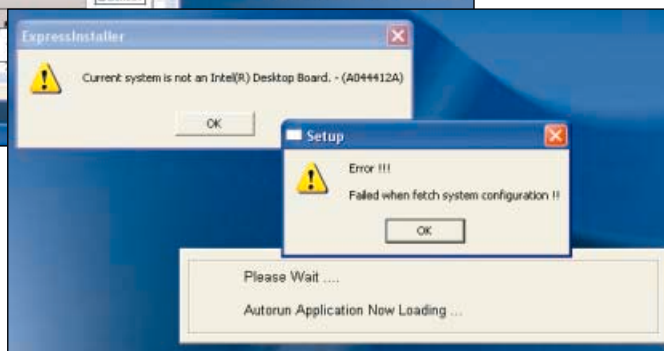 ExpressInstaller
Current system is not an Intel(R) Desktop Board. - (A044412A)
OK
Setup
Error !!!
Failed when fetch system configuration !!
OK
Please Wait ....
Autorun Application Now Loading ...